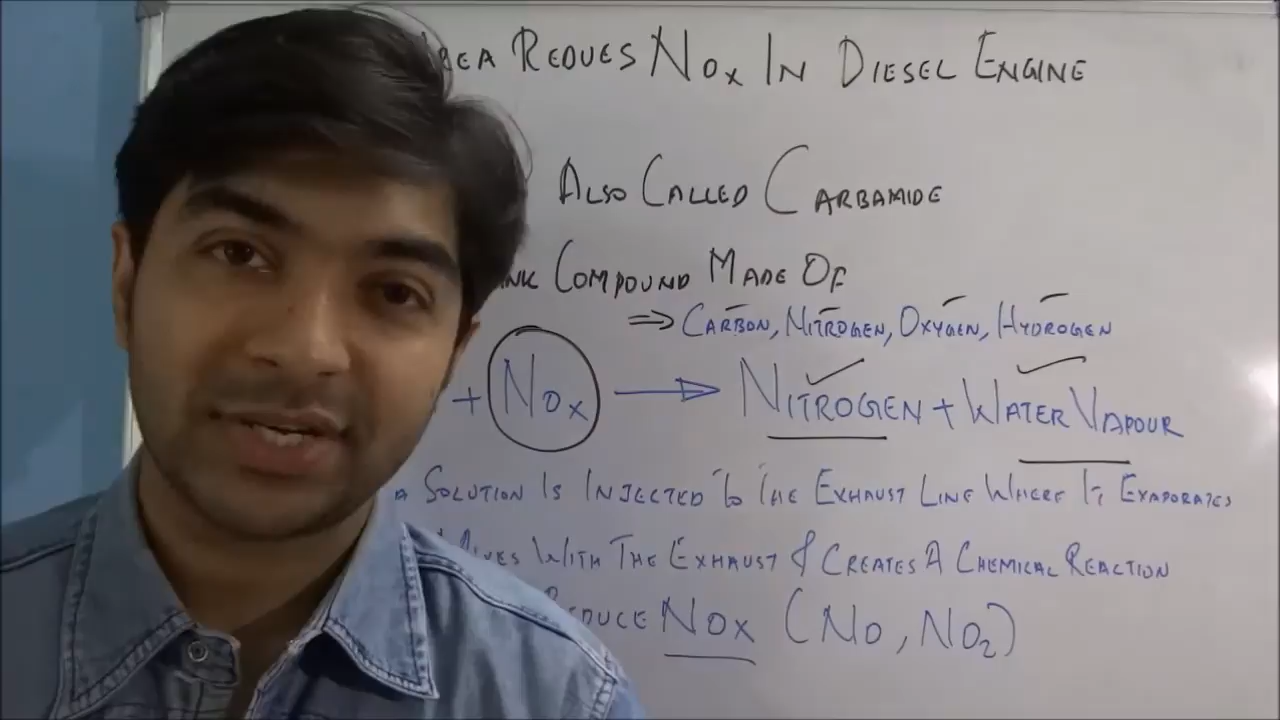 REDUES NOx IN DIESEL ENGINE
ALSO CALLED CARBAMIDE
COMPOUND MADE OF
⇒ CARBON, NITROGEN, OXYGEN, HYDROGEN
+ NOx → NITROGEN + WATER VAPOUR
SOLUTION IS INJECTED TO THE EXHAUST LINE WHERE IT EVAPORATES
WITH THE EXHAUST & CREATES A CHEMICAL REACTION
NOx (NO, NO2)